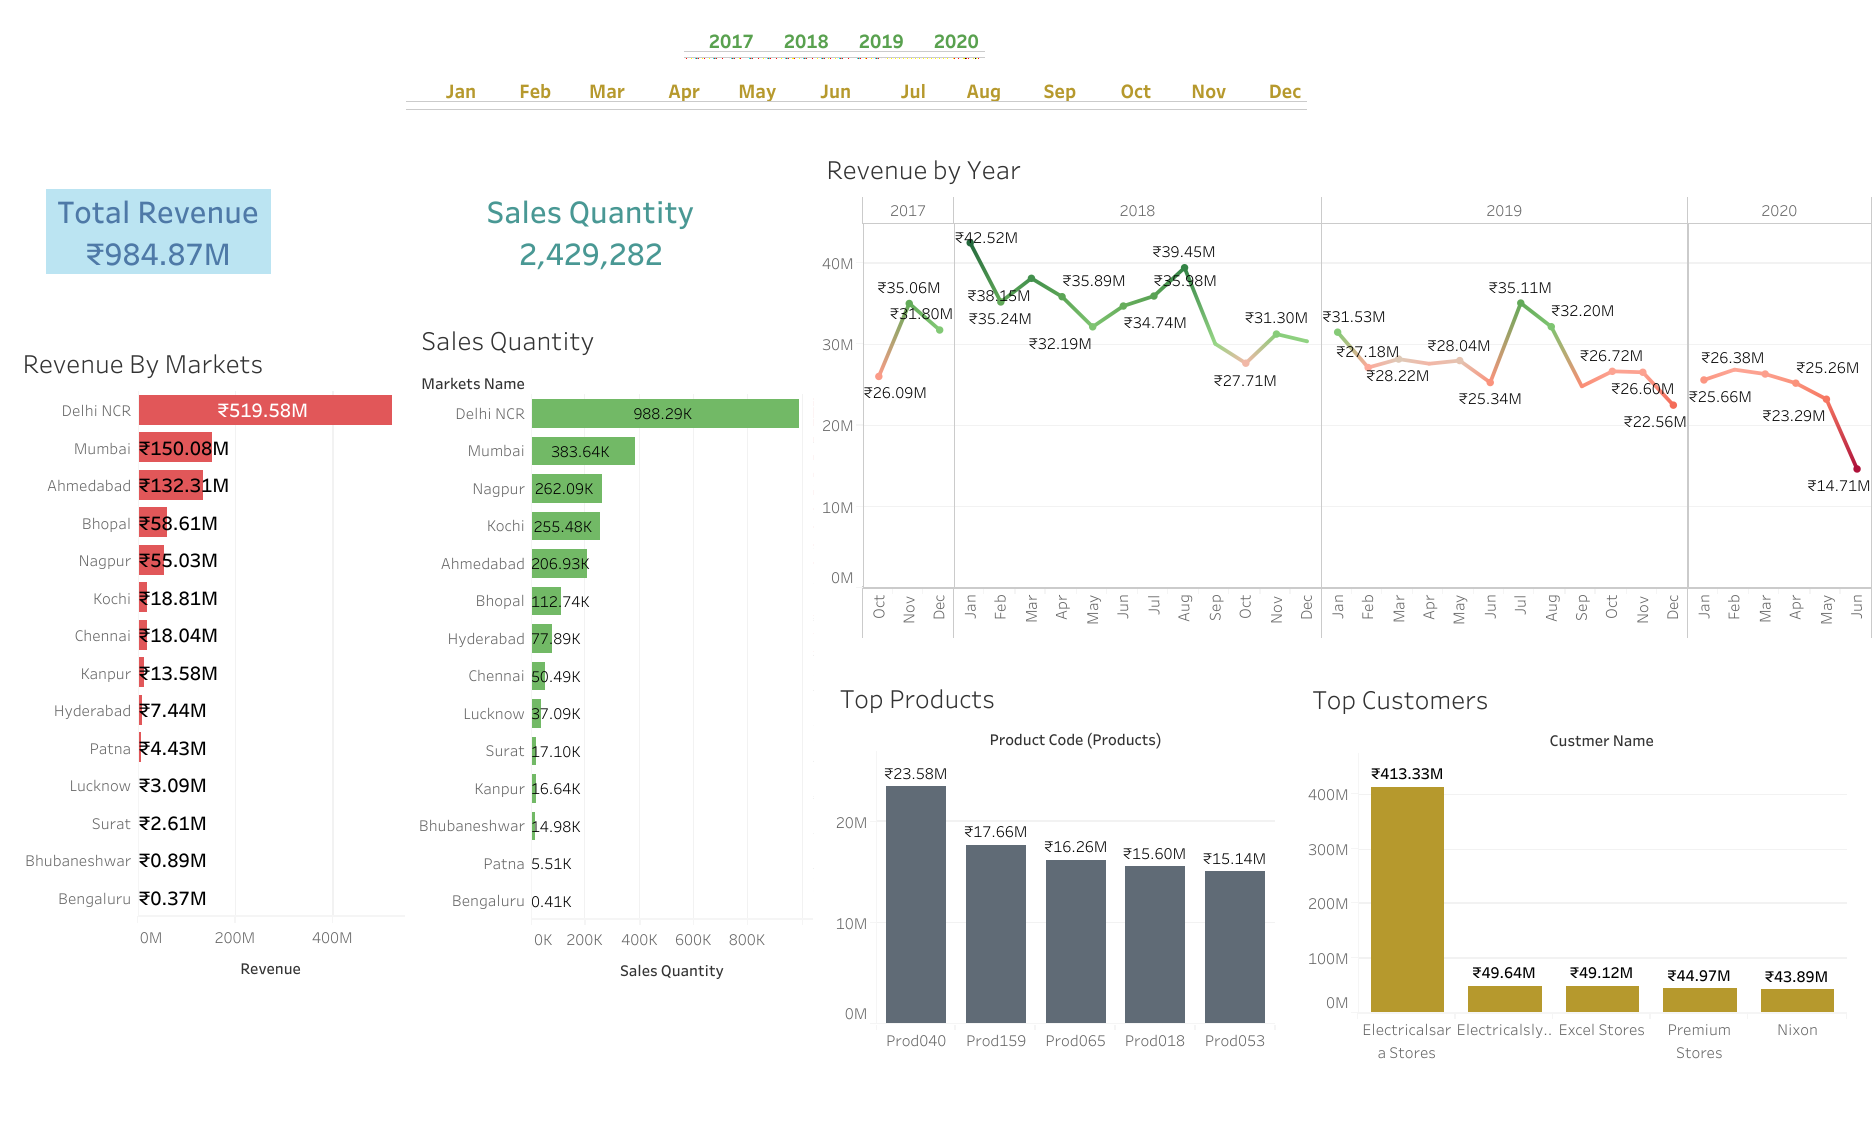 2017 2018 2019 2020
Jan Feb Mar Apr May Jun Jul Aug Sep Oct Nov Dec
Total Revenue
₹984.87M
Sales Quantity
2,429,282
Revenue By Markets
Delhi NCR ₹519.58M
Mumbai ₹150.08M
Ahmedabad ₹132.31M
Bhopal ₹58.61M
Nagpur ₹55.03M
Kochi ₹18.81M
Chennai ₹18.04M
Kanpur ₹13.58M
Hyderabad ₹7.44M
Patna ₹4.43M
Lucknow ₹3.09M
Surat ₹2.61M
Bhubaneshwar ₹0.89M
Bengaluru ₹0.37M
0M 200M 400M
Revenue
Sales Quantity
Markets Name
Delhi NCR 988.29K
Mumbai 383.64K
Nagpur 262.09K
Kochi 255.48K
Ahmedabad 206.93K
Bhopal 112.74K
Hyderabad 77.89K
Chennai 50.49K
Lucknow 37.09K
Surat 17.10K
Kanpur 16.64K
Bhubaneshwar 14.98K
Patna 5.51K
Bengaluru 0.41K
0K 200K 400K 600K 800K
Sales Quantity
Revenue by Year
2017 2018 2019 2020
40M
30M
20M
10M
0M
₹26.09M
₹35.06M
₹31.80M
₹42.52M
₹35.24M
₹38.15M
₹35.89M
₹32.19M
₹34.74M
₹35.98M
₹39.45M
₹27.71M
₹31.30M
₹31.53M
₹27.18M
₹28.22M
₹28.04M
₹25.34M
₹35.11M
₹32.20M
₹26.72M
₹26.60M
₹22.56M
₹25.66M
₹26.38M
₹23.29M
₹25.26M
₹14.71M
Oct Nov Dec Jan Feb Mar Apr May Jun Jul Aug Sep Oct Nov Dec Jan Feb Mar Apr May Jun Jul Aug Sep Oct Nov Dec Jan Feb Mar Apr May Jun
Top Products
Product Code (Products)
20M
10M
0M
₹23.58M ₹17.66M ₹16.26M ₹15.60M ₹15.14M
Prod040 Prod159 Prod065 Prod018 Prod053
Top Customers
Custmer Name
400M
300M
200M
100M
0M
₹413.33M ₹49.64M ₹49.12M ₹44.97M ₹43.89M
Electricalsar Electricalsly.. Excel Stores Premium Nixon
a Stores Stores